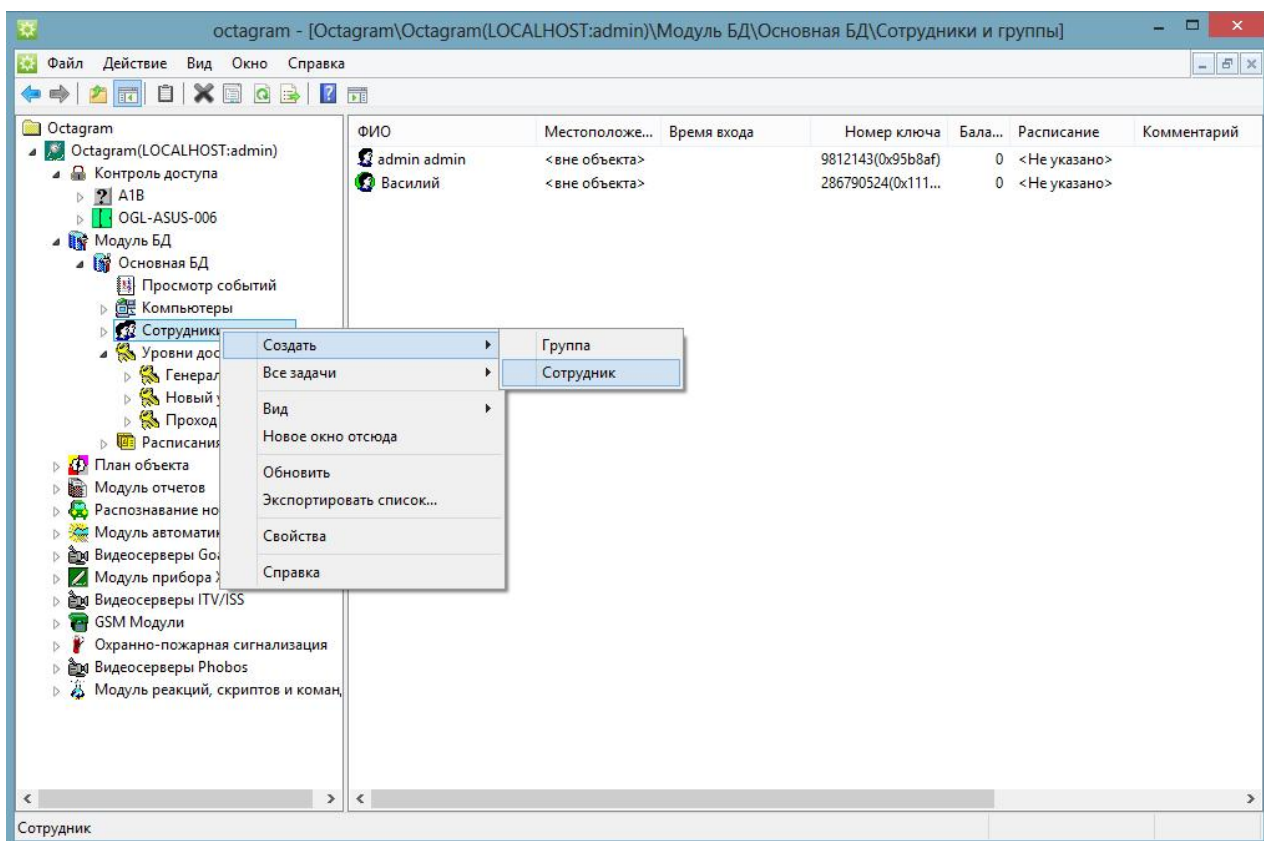 octagram - [Octagram\Octagram(LOCALHOST:admin)\Модуль БД\Основная БД\Сотрудники и группы]
Файл Действие Вид Окно Справка
Octagram
Octagram(LOCALHOST:admin)
Контроль доступа
A1B
OGL-ASUS-006
Модуль БД
Основная БД
Просмотр событий
Компьютеры
Сотрудники
Уровни дос
Генерал
Новый
Проход
Расписания
План объекта
Модуль отчетов
Распознавание но
Модуль автоматик
Видеосерверы Goa
Модуль прибора
Видеосерверы ITV/ISS
GSM Модули
Охранно-пожарная сигнализация
Видеосерверы Phobos
Модуль реакций, скриптов и коман
ФИО Местоположе... Время входа Номер ключа Бала... Расписание Комментарий
admin admin <вне объекта> 9812143(0x95b8af) 0 <Не указано>
Василий <вне объекта> 286790524(0x111... 0 <Не указано>
Создать
Все задачи
Вид
Новое окно отсюда
Обновить
Экспортировать список...
Свойства
Справка
Группа
Сотрудник
Сотрудник